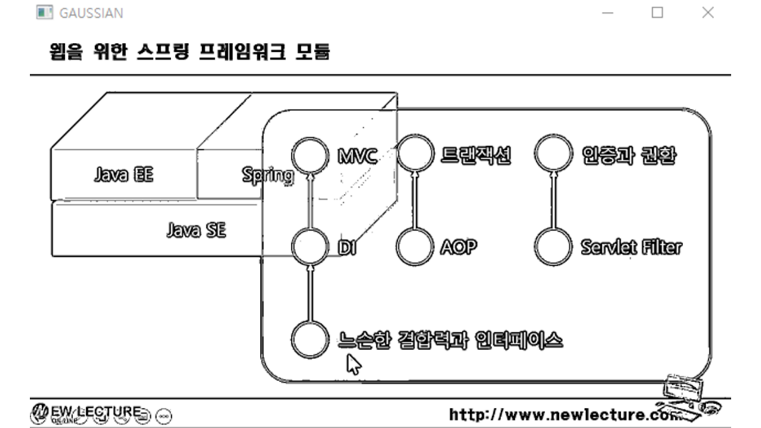 GAUSSIAN
웹을 위한 스프링 프레임워크 모듈
MVC
트랜잭션
인증과 권환
Java EE
Spring
Java SE
DI
AOP
Servlet Filter
느슨한 결합력과 인터페이스
NEW LECTURE
http://www.newlecture.com